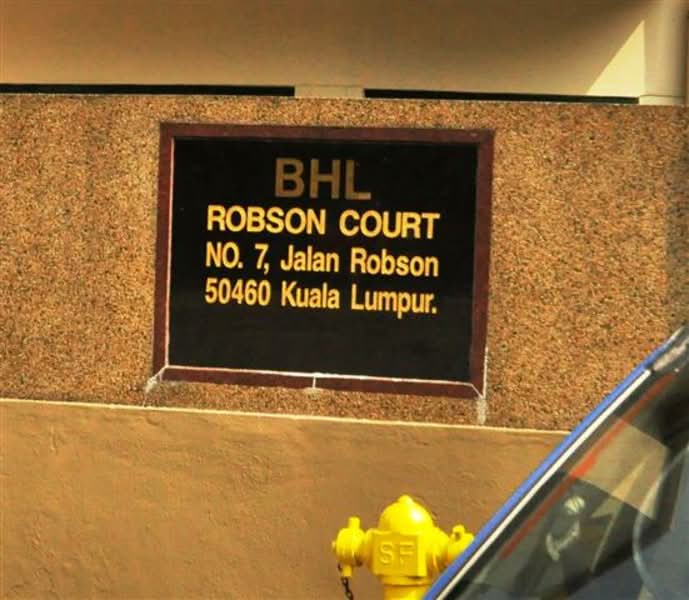 BHL
ROBSON COURT
NO. 7, Jalan Robson
50460 Kuala Lumpur.
SF